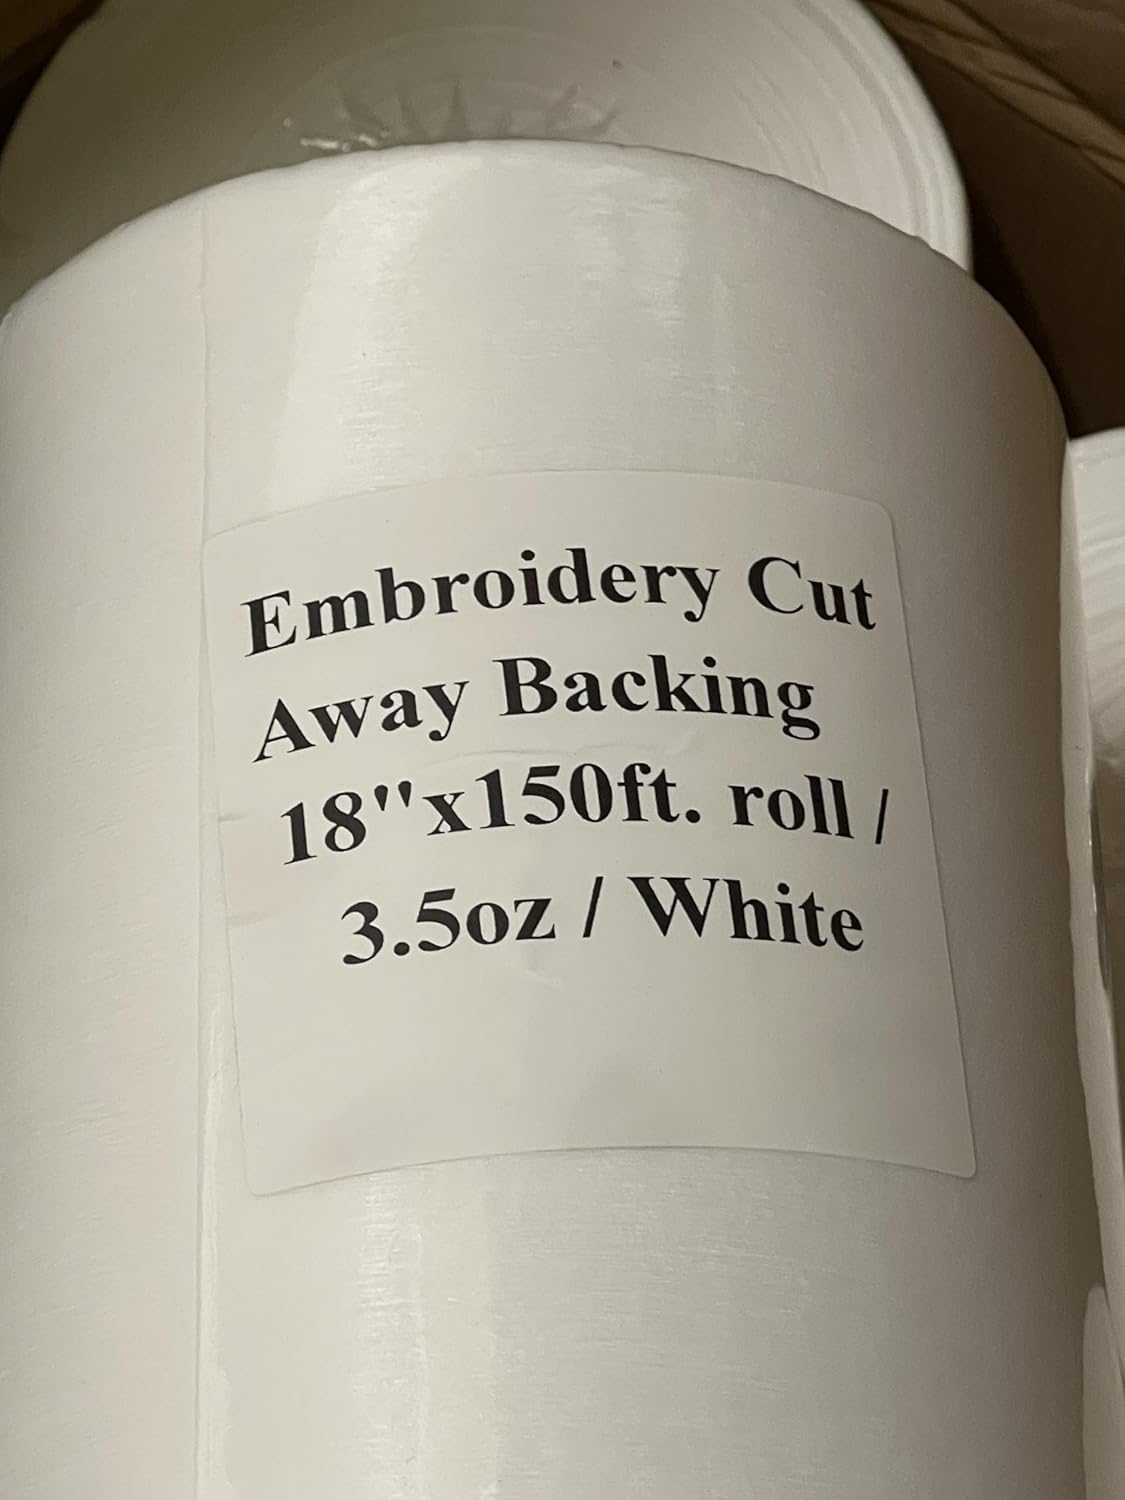 Embroidery Cut
Away Backing
18"x150ft. roll /
3.5oz / White